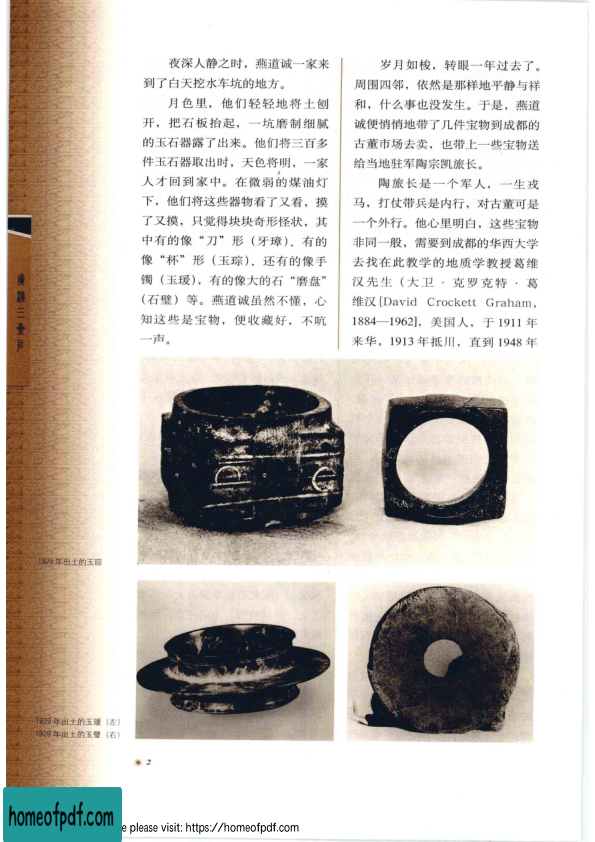 夜深人静之时，燕道诚一家来
到了白天挖水车坑的地方。
月色里，他们轻轻地将土刨
开，把石板抬起，一坑磨制细腻
的玉石器露了出来。他们将三百多
件玉石器取出时，天色将明，一家
人才回到家中。在微弱的煤油灯
下，他们将这些器物看了又看，摸
了又摸，只觉得块块奇形怪状，其
中有的像“刀”形（牙璋）、有的
像“杯”形（玉琮）、还有的像手
镯（玉瑗），有的像大的石“磨盘”
（石璧）等。燕道诚虽然不懂，心
知这些是宝物，便收藏好，不吭
一声。
岁月如梭，转眼一年过去了。
周围四邻，依然是那样地平静与祥
和，什么事也没发生。于是，燕道
诚便悄悄地带了几件宝物到成都的
古董市场去卖，也带上一些宝物送
给当地驻军陶宗凯旅长。
陶旅长是一个军人，一生戎
马，打仗带兵是内行，对古董可是
一个外行。他心里明白，这些宝物
非同一般，需要到成都的华西大学
去找在此教学的地质学教授葛维
汉先生（大卫·克罗克特·葛
维汉[David Crockett Graham，
1884—1962]，美国人，于1911年
来华，1913年抵川，直到1948年
1929年出土的玉琮
1929年出土的玉瑗（左）
1929年出土的玉璧（右）
2
homeofpdf.com
e please visit: https://homeofpdf.com